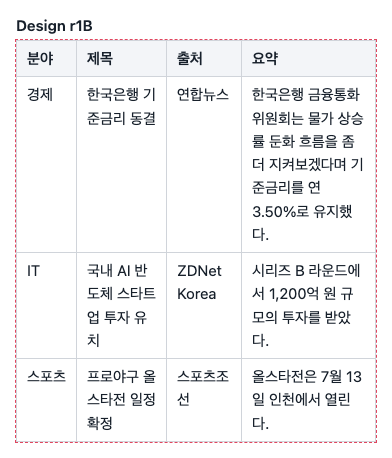 Design r1B
분야 제목 출처 요약
경제 한국은행 기 연합뉴스 한국은행 금융통화
준금리 동결 위원회는 물가 상승
률 둔화 흐름을 좀
더 지켜보겠다며 기
준금리를 연
3.50%로 유지했
다.
IT 국내 AI 반 ZDNet 시리즈 B 라운드에
도체 스타트 Korea 서 1,200억 원 규
업 투자 유 모의 투자를 받았
치 다.
스포츠 프로야구 올 스포츠조 올스타전은 7월 13
스타전 일정 선 일 인천에서 열린
확정 다.